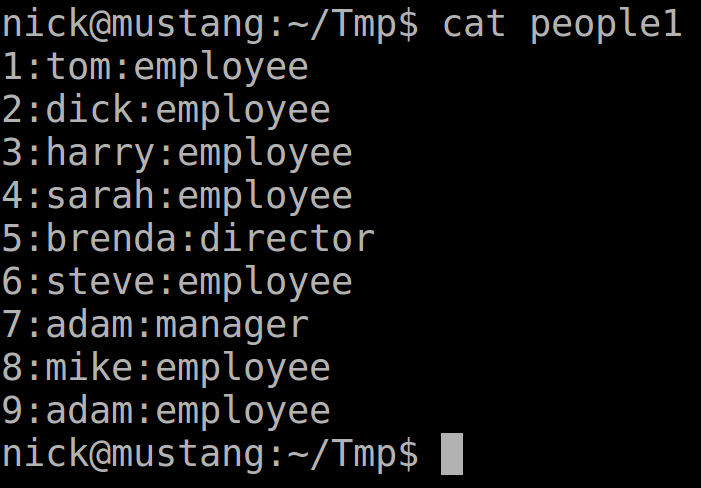 nick@mustang:~/Tmp$ cat people1
1:tom:employee
2:dick:employee
3:harry:employee
4:sarah:employee
5:brenda:director
6:steve:employee
7:adam:manager
8:mike:employee
9:adam:employee
nick@mustang:~/Tmp$